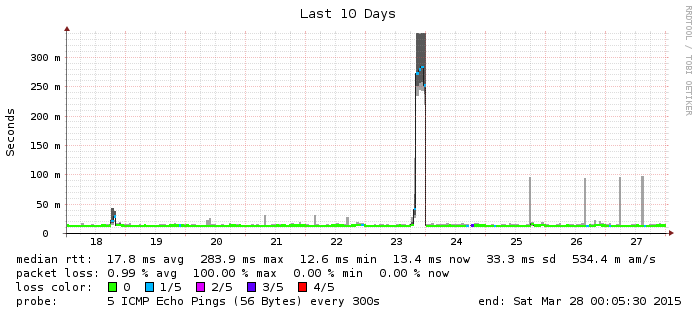 Last 10 Days
RRDTOOL / TOBI OETIKER
Seconds
300 m
250 m
200 m
150 m
100 m
50 m
0
18 19 20 21 22 23 24 25 26 27
median rtt: 17.8 ms avg 283.9 ms max 12.6 ms min 13.4 ms now 33.3 ms sd 534.4 m am/s
packet loss: 0.99 % avg 100.00 % max 0.00 % min 0.00 % now
loss color: 0 1/5 2/5 3/5 4/5
probe: 5 ICMP Echo Pings (56 Bytes) every 300s end: Sat Mar 28 00:05:30 2015